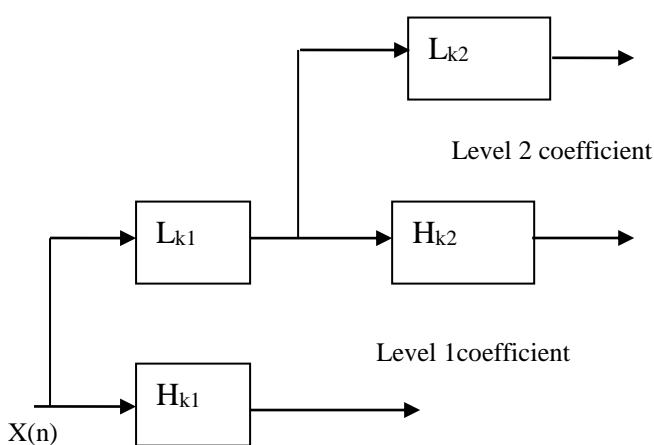 Lk2
Level 2 coefficient
Lk1
Hk2
Level 1coefficient
Hk1
X(n)